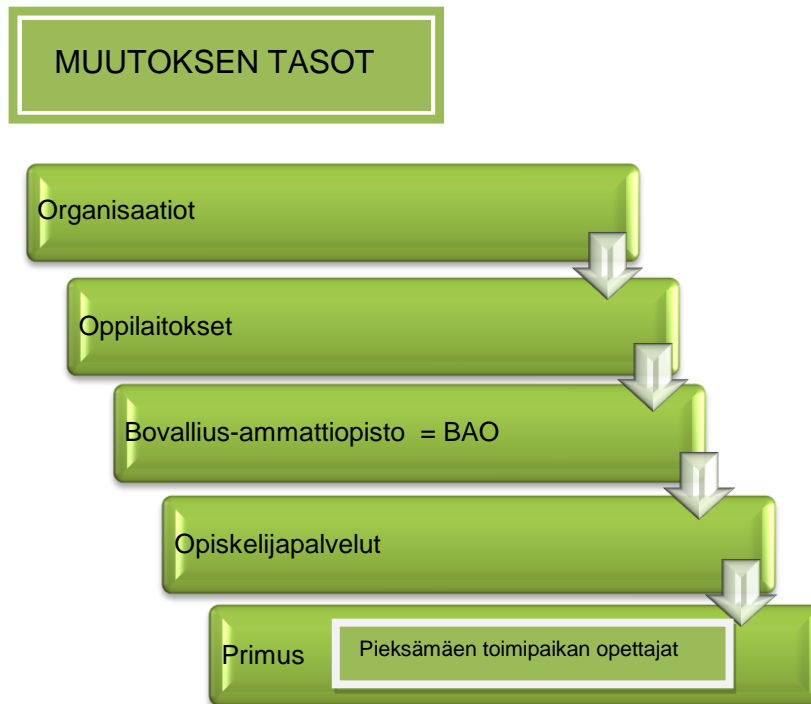 MUUTOKSEN TASOT
Organisaatiot
Oppilaitokset
Bovallius-ammattiopisto = BAO
Opiskelijapalvelut
Primus
Pieksämäen toimipaikan opettajat